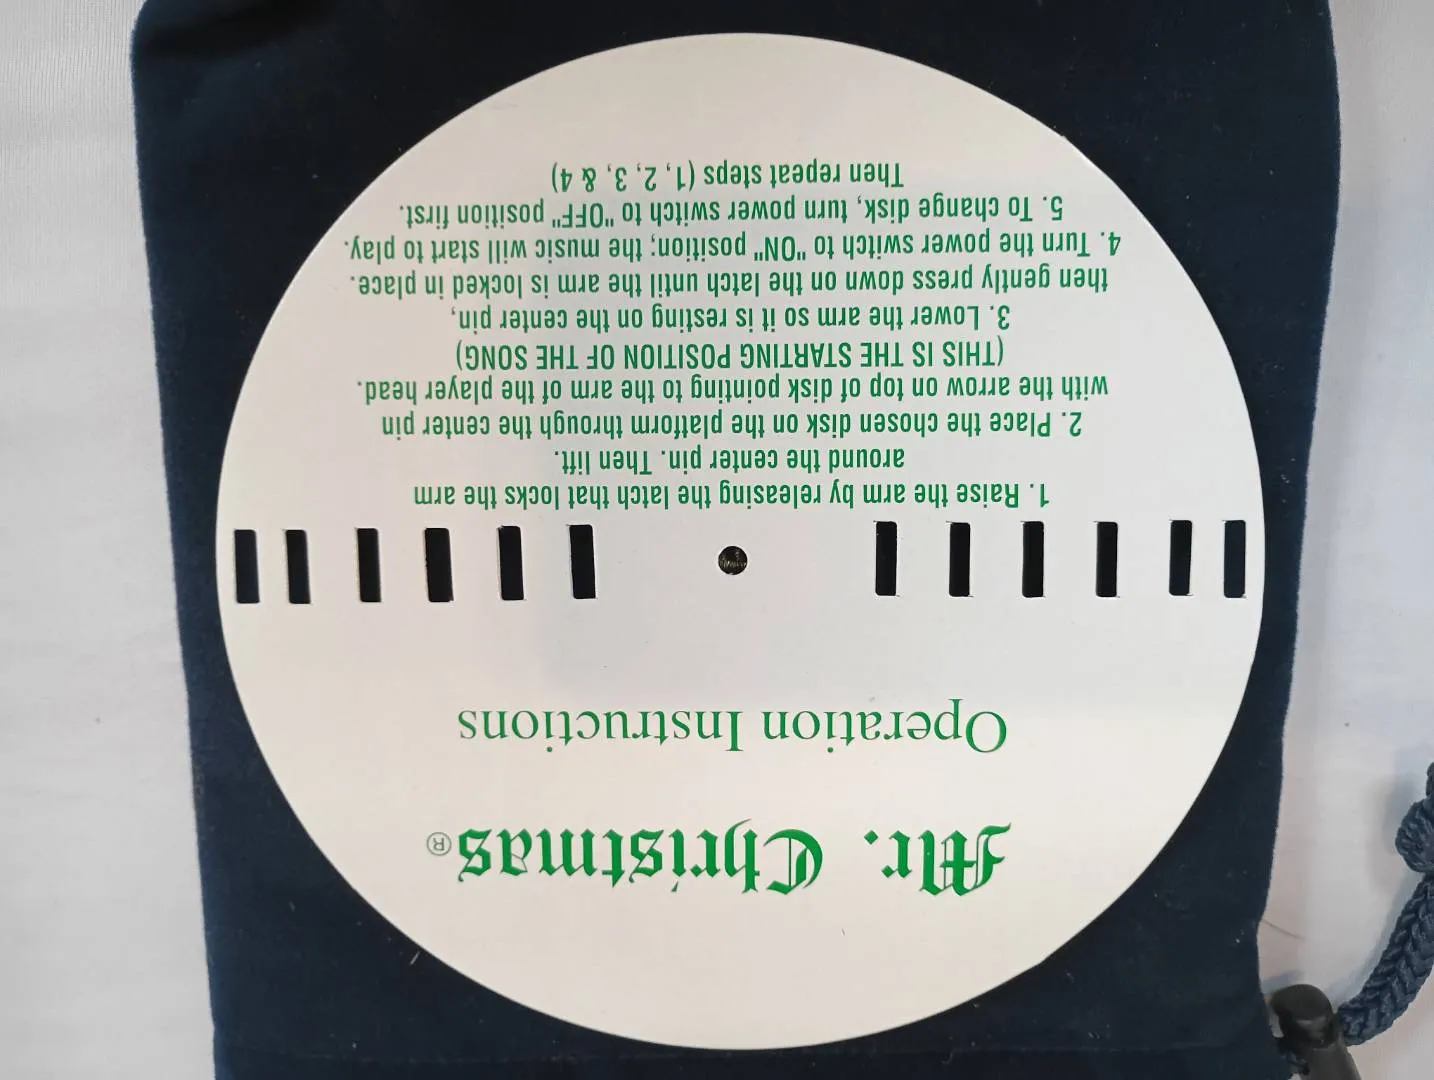 Mr. Christmas®
Operation Instructions
1. Raise the arm by releasing the latch that locks the arm
around the center pin. Then lift.
2. Place the chosen disk on the platform through the center pin
with the arrow on top of disk pointing to the arm of the player head.
(THIS IS THE STARTING POSITION OF THE SONG)
3. Lower the arm so it is resting on the center pin,
then gently press down on the latch until the arm is locked in place.
4. Turn the power switch to "ON" position; the music will start to play.
5. To change disk, turn power switch to "OFF" position first.
Then repeat steps (1, 2, 3, & 4)